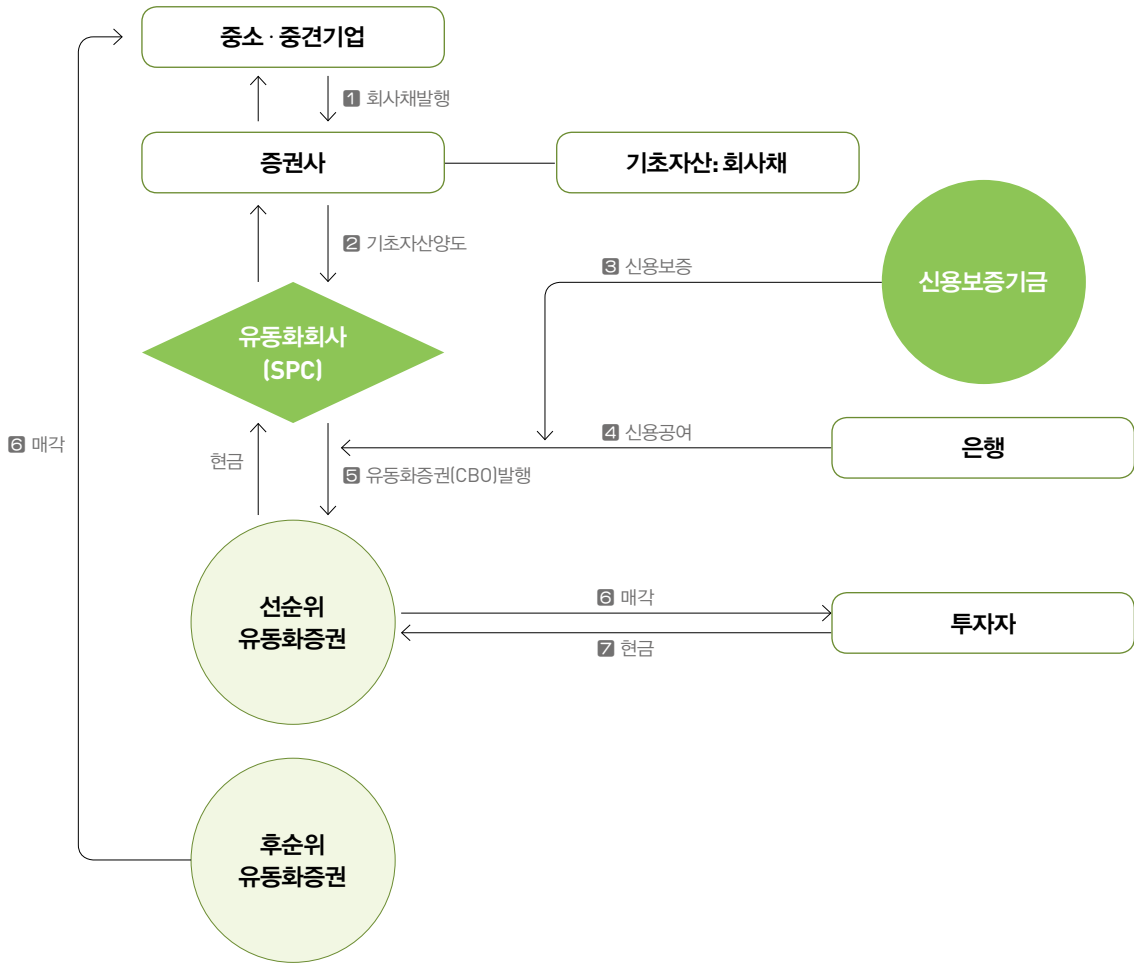 중소 · 중견기업
1 회사채발행
증권사
기초자산: 회사채
2 기초자산양도
3 신용보증
신용보증기금
유동화회사
(SPC)
4 신용공여
은행
6 매각
현금
5 유동화증권(CBO)발행
선순위
유동화증권
6 매각
투자자
7 현금
후순위
유동화증권